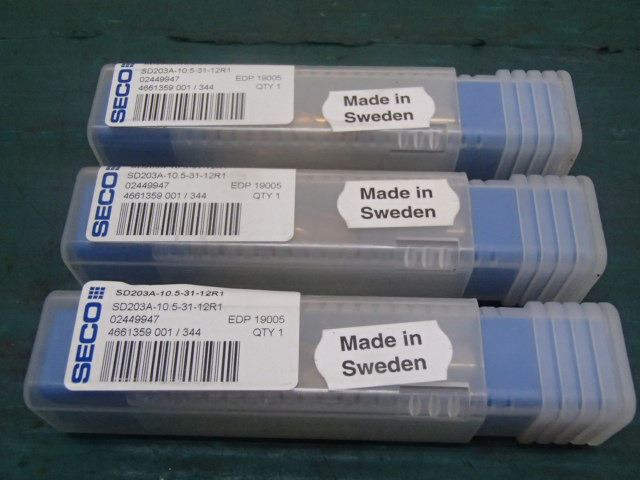 SECO
SD203A-10.5-31-12R1
02449947 EDP 19005
4661359 001 / 344 QTY 1
Made in
Sweden
SECO
SD203A-10.5-31-12R1
02449947 EDP 19005
4661359 001 / 344 QTY 1
Made in
Sweden
SECO
SD203A-10.5-31-12R1
SD203A-10.5-31-12R1
02449947 EDP 19005
4661359 001 / 344 QTY 1
Made in
Sweden